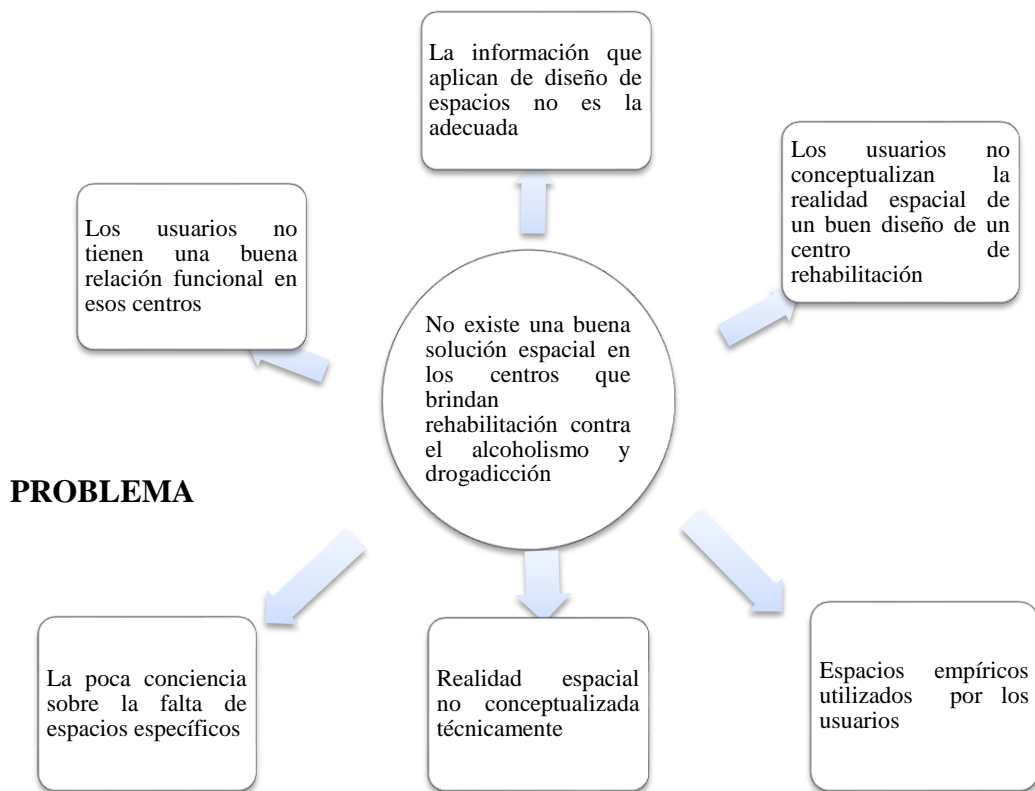 La información que
aplican de diseño de
espacios no es la
adecuada
Los usuarios no
conceptualizan la
realidad espacial de
un buen diseño de un
centro de
rehabilitación
Los usuarios no
tienen una buena
relación funcional en
esos centros
No existe una buena
solución espacial en
los centros que
brindan
rehabilitación contra
el alcoholismo y
drogadicción
PROBLEMA
La poca conciencia
sobre la falta de
espacios específicos
Realidad espacial
no conceptualizada
técnicamente
Espacios empíricos
utilizados por los
usuarios